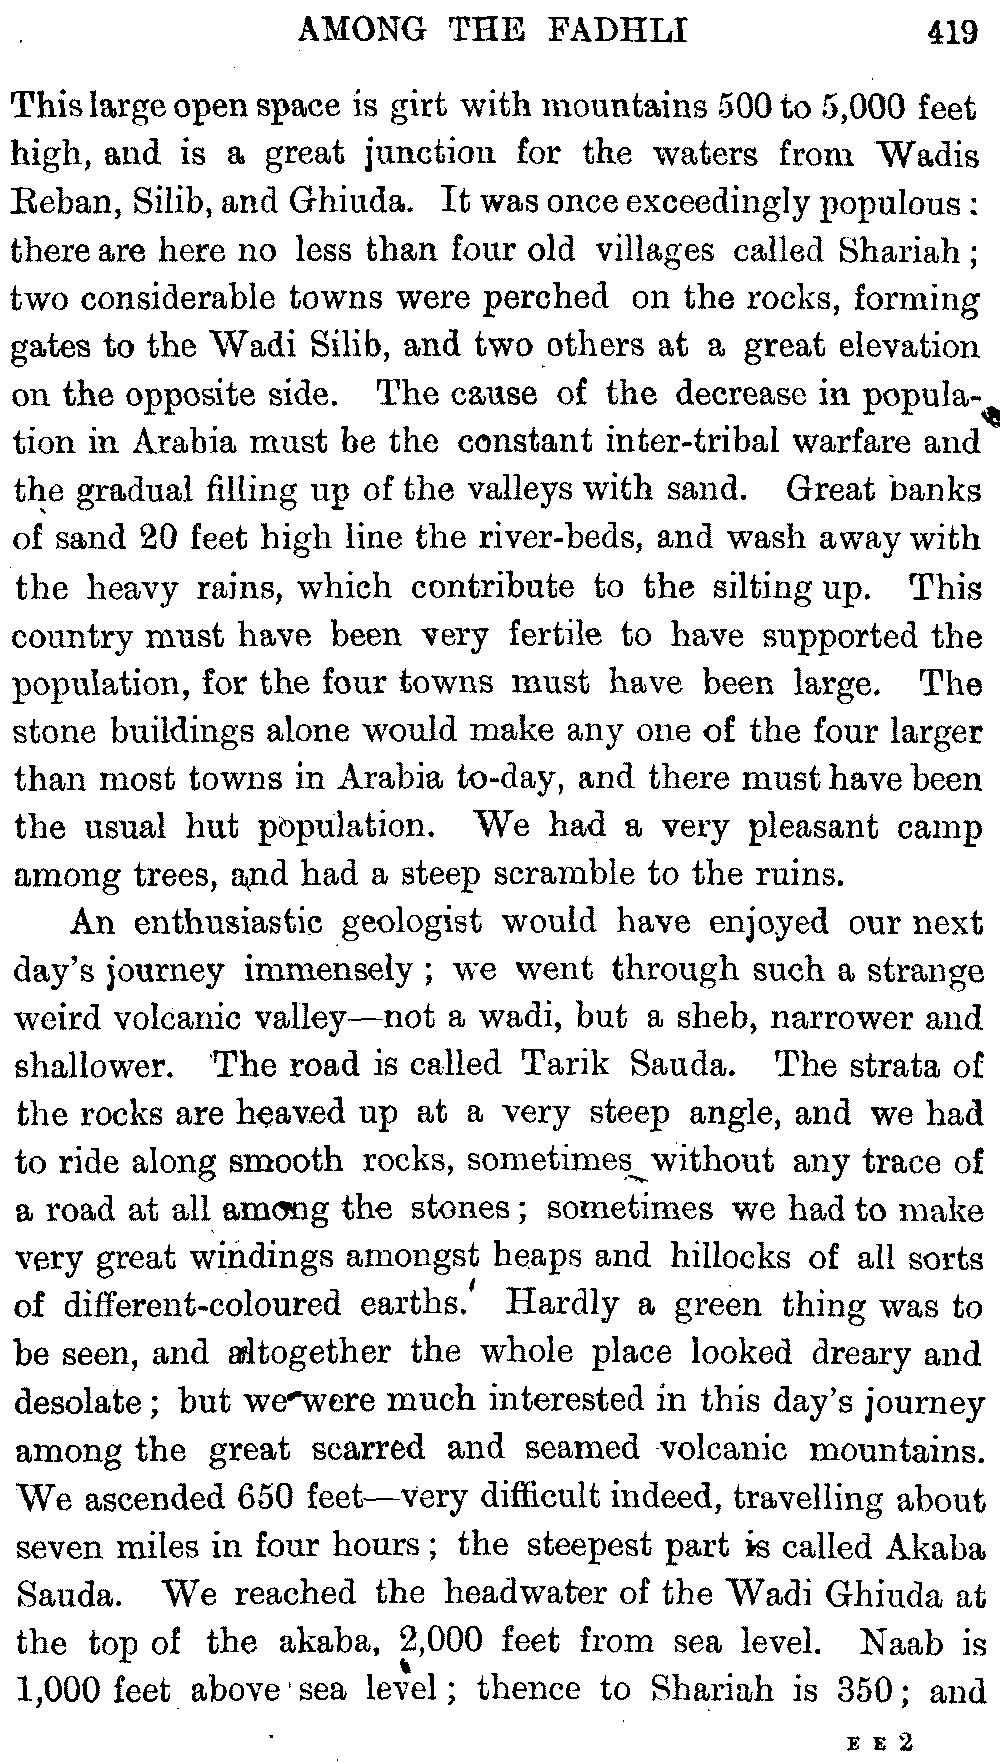 AMONG THE FADHLI 419
This large open space is girt with mountains 500 to 5,000 feet
high, and is a great junction for the waters from Wadis
Reban, Silib, and Ghiuda. It was once exceedingly populous :
there are here no less than four old villages called Shariah ;
two considerable towns were perched on the rocks, forming
gates to the Wadi Silib, and two others at a great elevation
on the opposite side. The cause of the decrease in popula-
tion in Arabia must be the constant inter-tribal warfare and
the gradual filling up of the valleys with sand. Great banks
of sand 20 feet high line the river-beds, and wash away with
the heavy rains, which contribute to the silting up. This
country must have been very fertile to have supported the
population, for the four towns must have been large. The
stone buildings alone would make any one of the four larger
than most towns in Arabia to-day, and there must have been
the usual hut population. We had a very pleasant camp
among trees, and had a steep scramble to the ruins.
An enthusiastic geologist would have enjoyed our next
day's journey immensely ; we went through such a strange
weird volcanic valley—not a wadi, but a sheb, narrower and
shallower. The road is called Tarik Sauda. The strata of
the rocks are heaved up at a very steep angle, and we had
to ride along smooth rocks, sometimes without any trace of
a road at all among the stones ; sometimes we had to make
very great windings amongst heaps and hillocks of all sorts
of different-coloured earths. Hardly a green thing was to
be seen, and altogether the whole place looked dreary and
desolate ; but we were much interested in this day's journey
among the great scarred and seamed volcanic mountains.
We ascended 650 feet—very difficult indeed, travelling about
seven miles in four hours ; the steepest part is called Akaba
Sauda. We reached the headwater of the Wadi Ghiuda at
the top of the akaba, 2,000 feet from sea level. Naab is
1,000 feet above sea level ; thence to Shariah is 350 ; and
E E 2